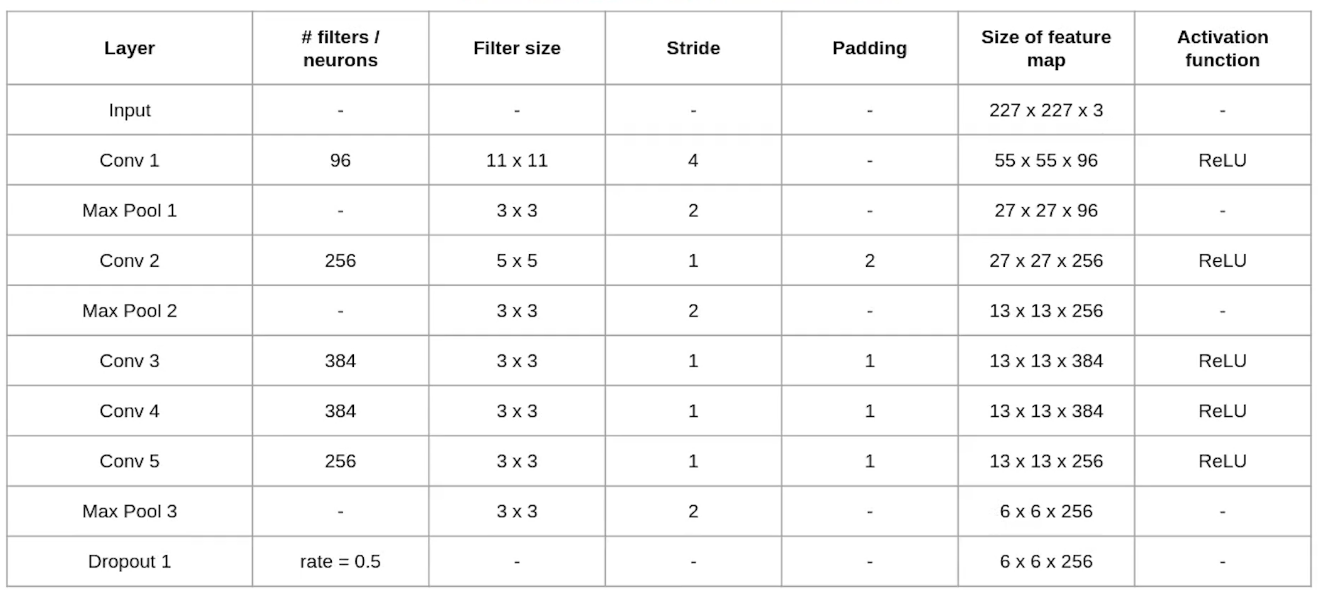 Layer # filters / neurons Filter size Stride Padding Size of feature map Activation function
Input - - - - 227 x 227 x 3 -
Conv 1 96 11 x 11 4 - 55 x 55 x 96 ReLU
Max Pool 1 - 3 x 3 2 - 27 x 27 x 96 -
Conv 2 256 5 x 5 1 2 27 x 27 x 256 ReLU
Max Pool 2 - 3 x 3 2 - 13 x 13 x 256 -
Conv 3 384 3 x 3 1 1 13 x 13 x 384 ReLU
Conv 4 384 3 x 3 1 1 13 x 13 x 384 ReLU
Conv 5 256 3 x 3 1 1 13 x 13 x 256 ReLU
Max Pool 3 - 3 x 3 2 - 6 x 6 x 256 -
Dropout 1 rate = 0.5 - - - 6 x 6 x 256 -